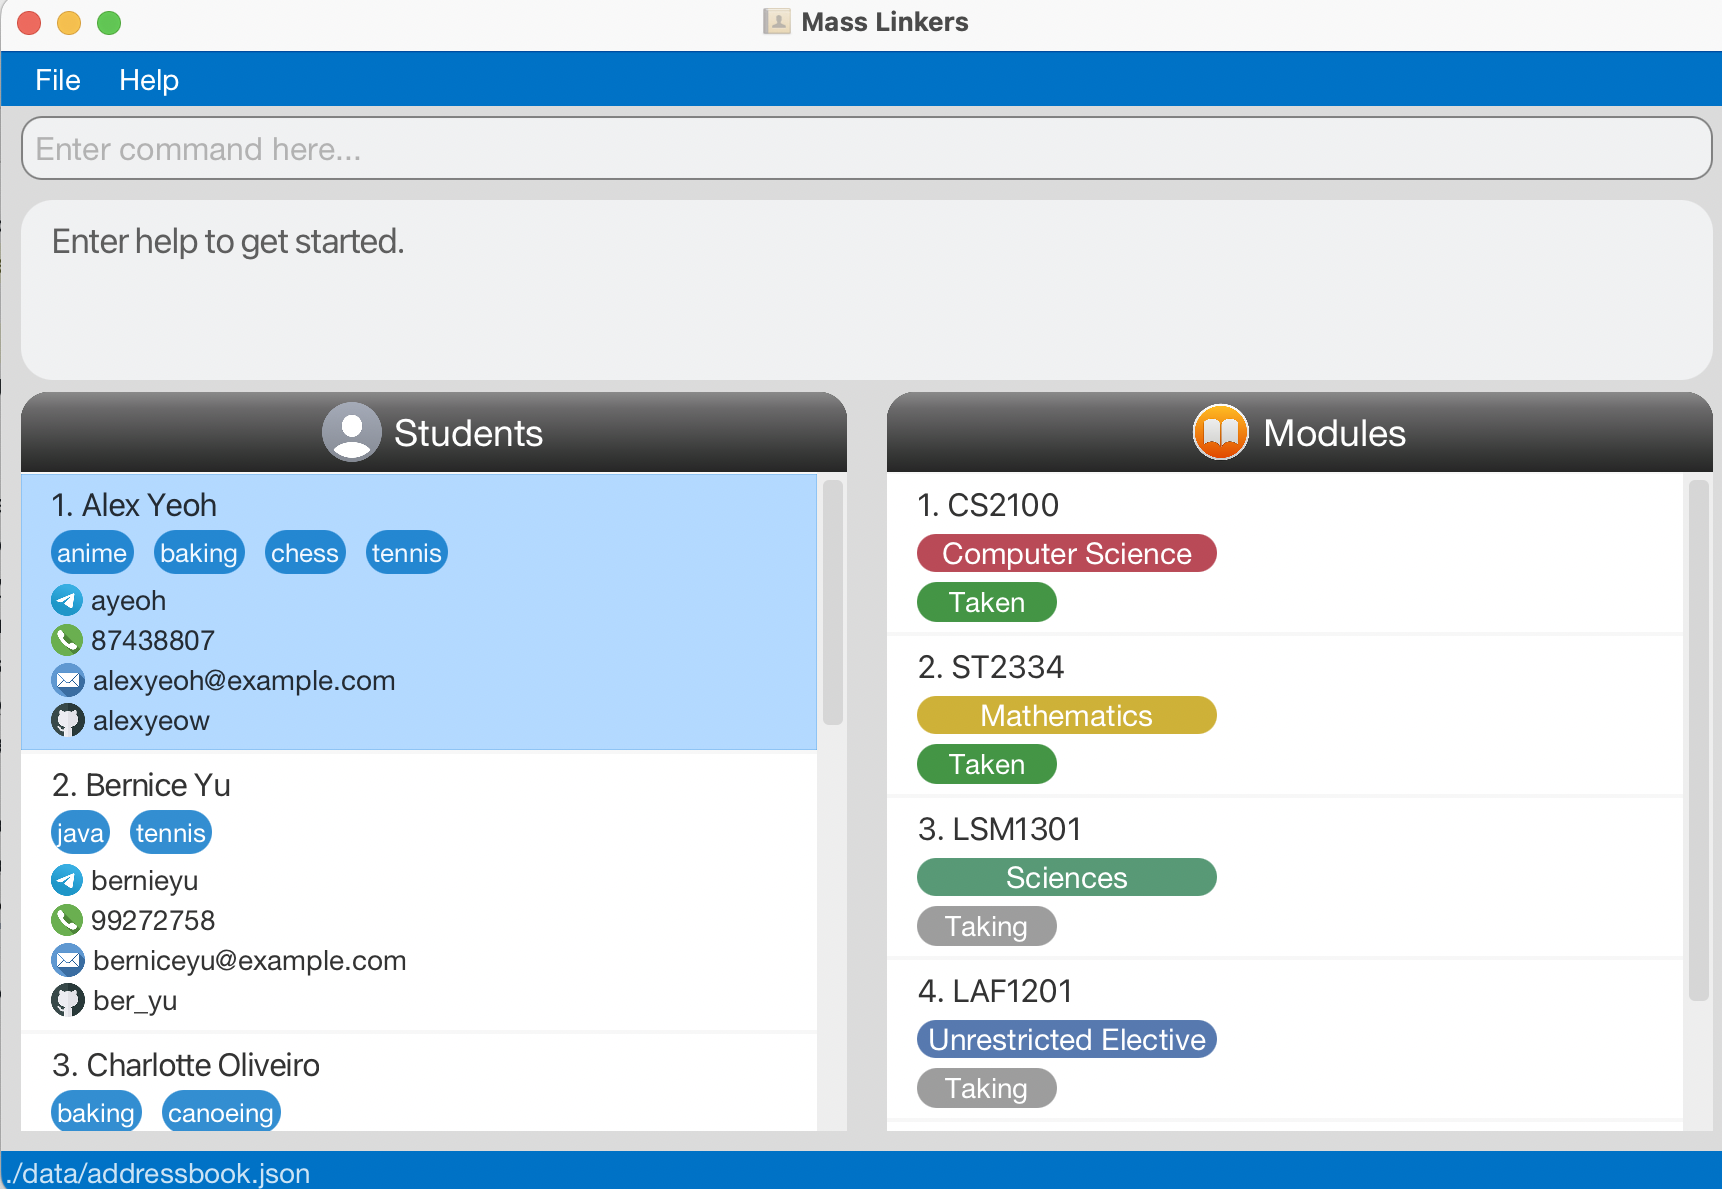 Mass Linkers
File Help
Enter command here...
Enter help to get started.
Students
1. Alex Yeoh
anime baking chess tennis
ayeoh
87438807
alexyeoh@example.com
alexyeow
2. Bernice Yu
java tennis
bernieyu
99272758
berniceyu@example.com
ber_yu
3. Charlotte Oliveiro
baking canoeing
Modules
1. CS2100
Computer Science
Taken
2. ST2334
Mathematics
Taken
3. LSM1301
Sciences
Taking
4. LAF1201
Unrestricted Elective
Taking
./data/addressbook.json